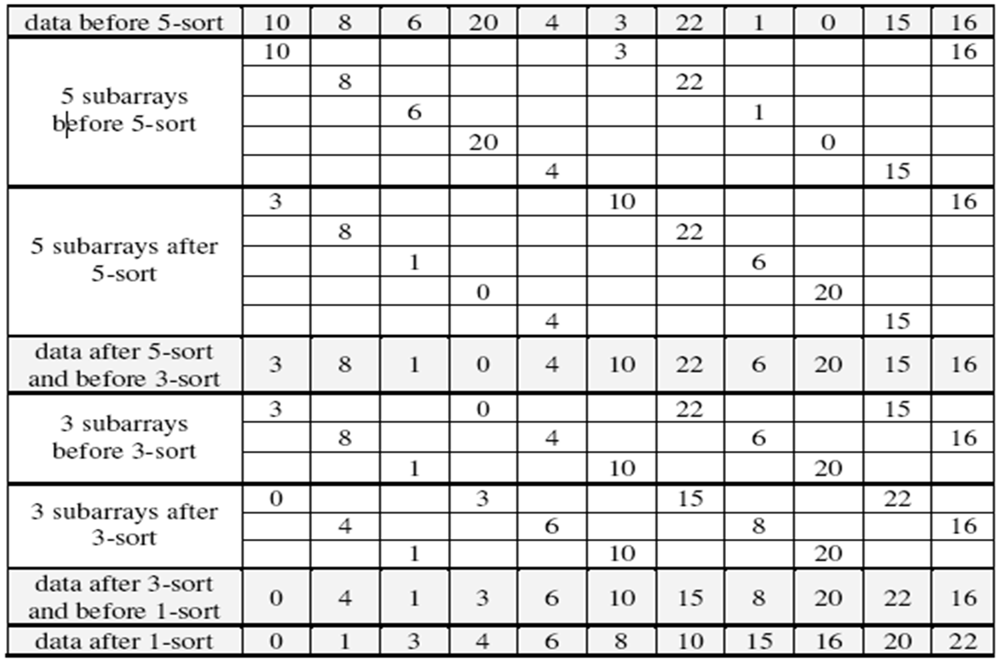 data before 5-sort 10 8 6 20 4 3 22 1 0 15 16
5 subarrays
before 5-sort
10 3 16
8 22
6 1
20 0
4 15
5 subarrays after
5-sort
3 10 16
8 22
1 6
0 20
4 15
data after 5-sort
and before 3-sort
3 8 1 0 4 10 22 6 20 15 16
3 subarrays
before 3-sort
3 0 22 15
8 4 6 16
1 10 20
3 subarrays after
3-sort
0 3 15 22
4 6 8 16
1 10 20
data after 3-sort
and before 1-sort
0 4 1 3 6 10 15 8 20 22 16
data after 1-sort 0 1 3 4 6 8 10 15 16 20 22